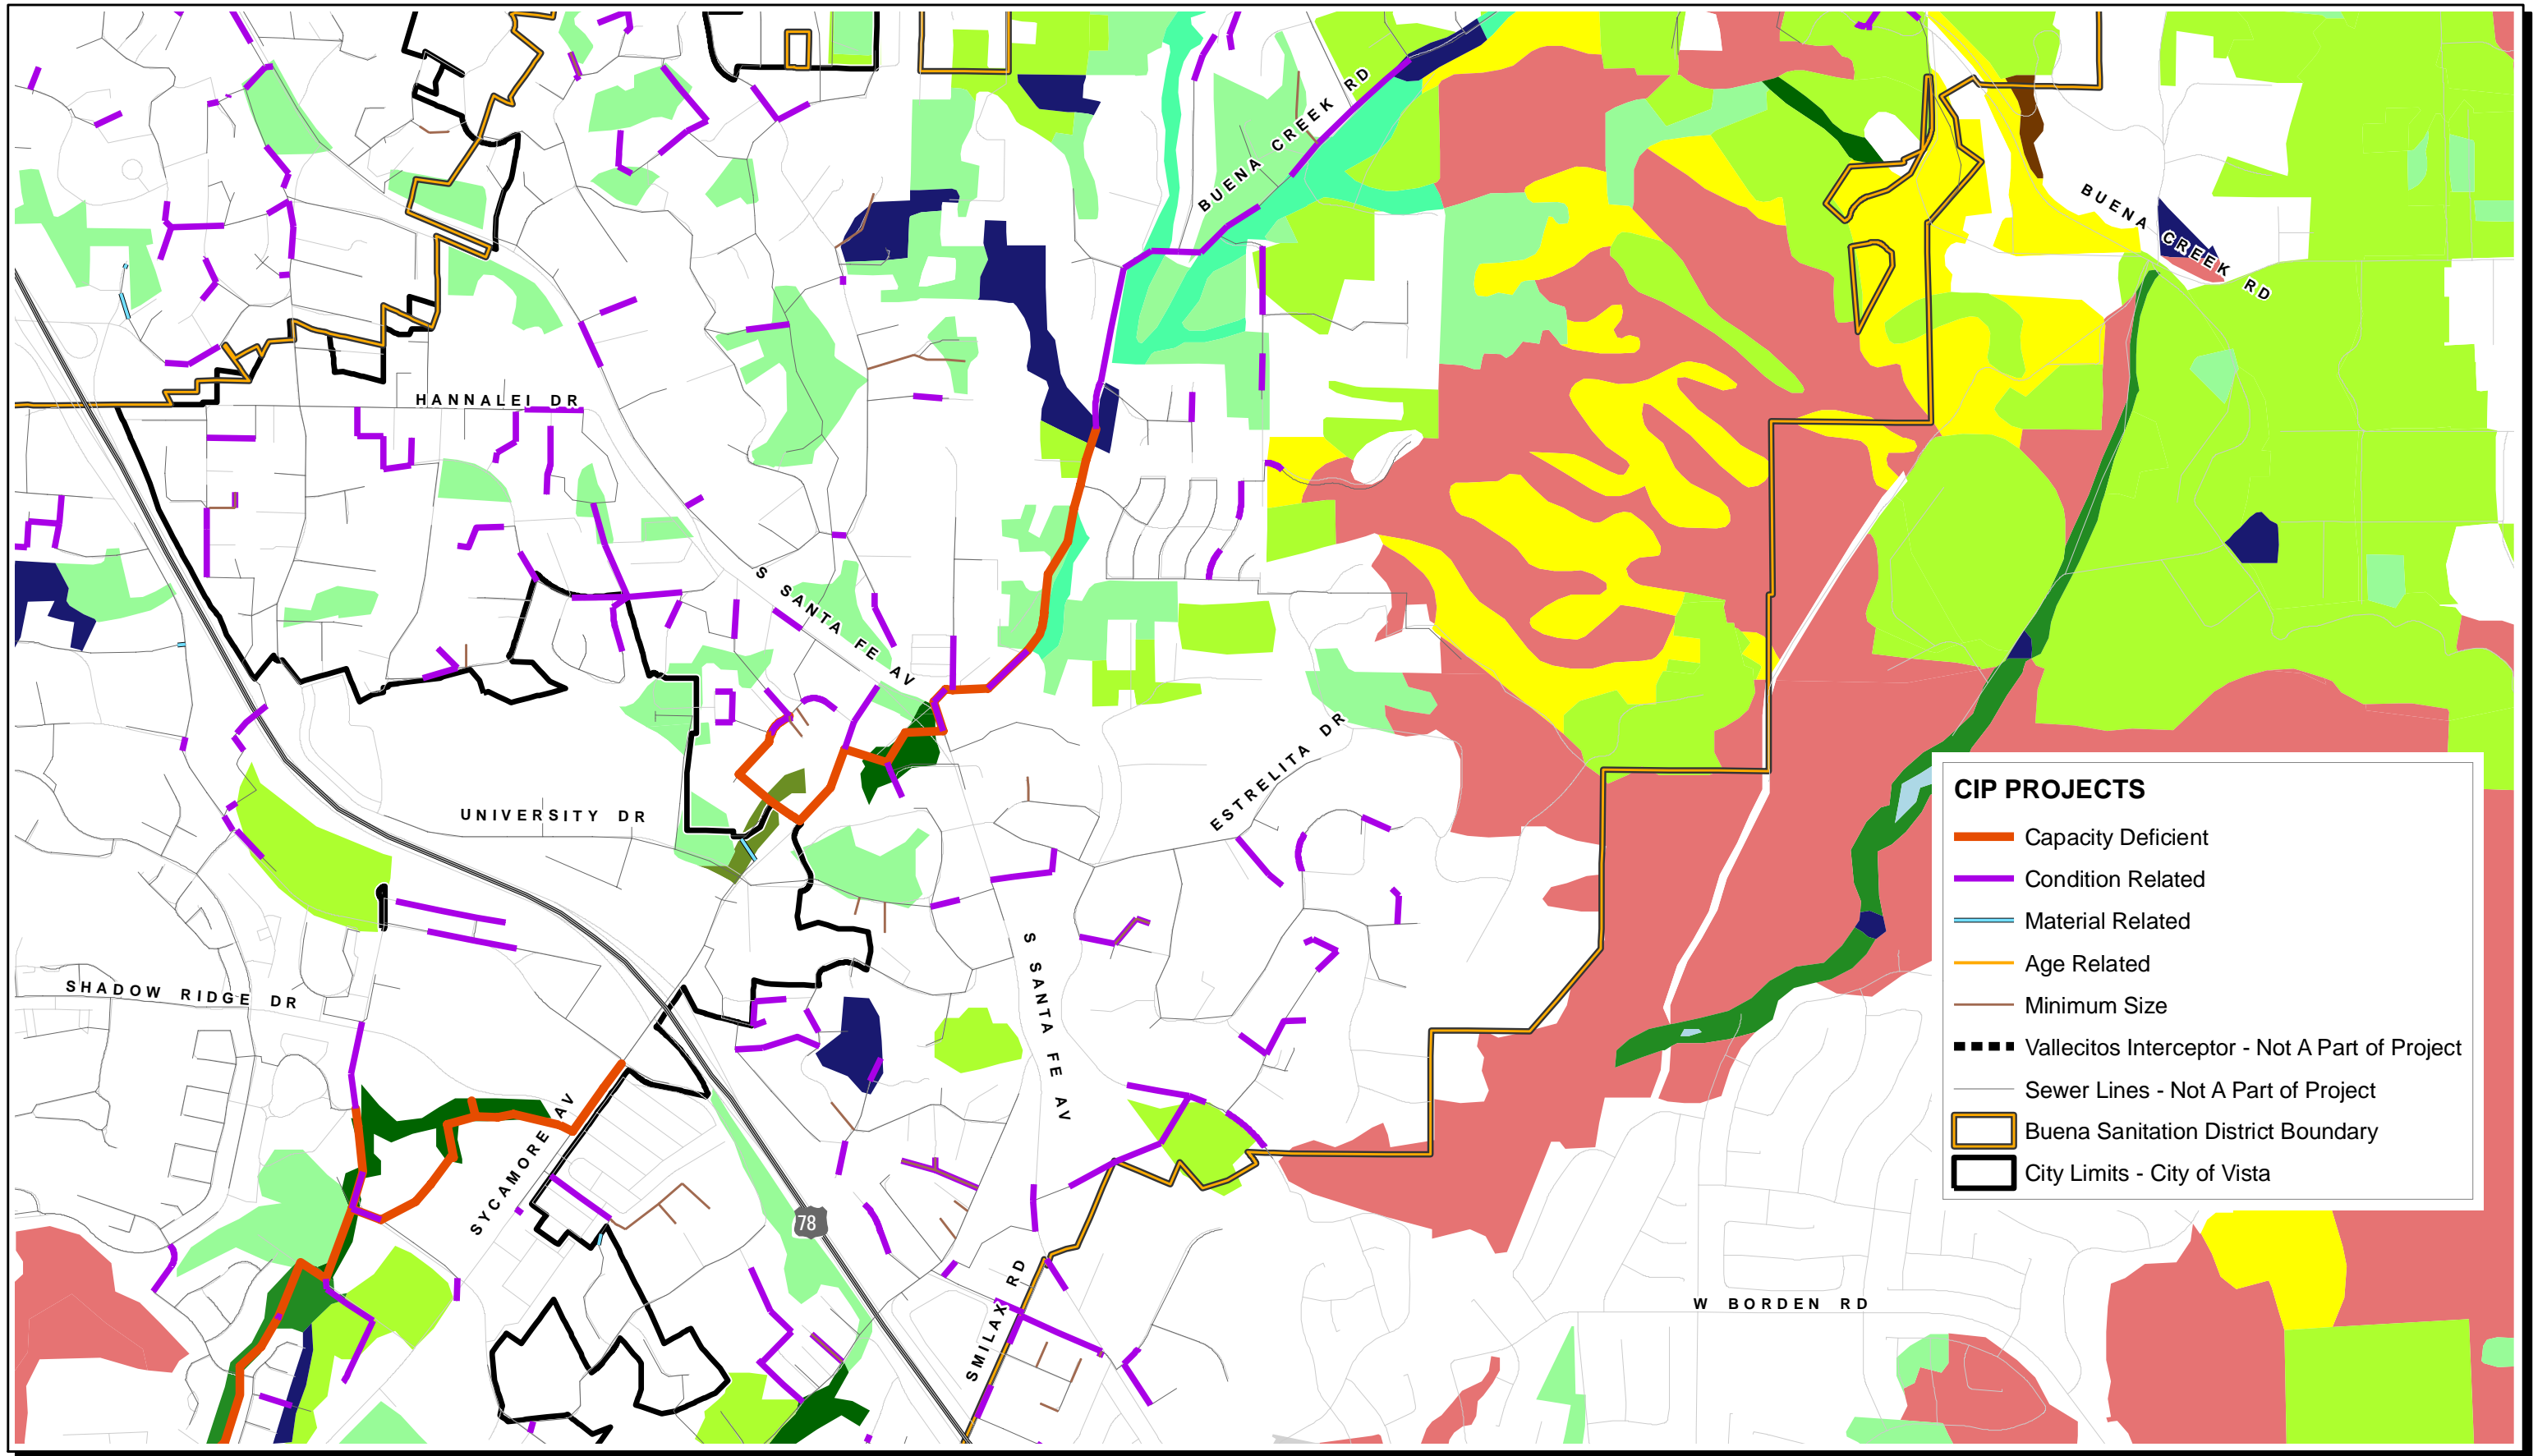 BUENA CREEK RD
BUENA CREEK RD
HANNALEI DR
S SANTA FE AV
ESTRELITA DR
UNIVERSITY DR
S SANTA FE AV
SHADOW RIDGE DR
SYCAMORE AV
78
SMILAX RD
W BORDEN RD
CIP PROJECTS
Capacity Deficient
Condition Related
Material Related
Age Related
Minimum Size
Vallecitos Interceptor - Not A Part of Project
Sewer Lines - Not A Part of Project
Buena Sanitation District Boundary
City Limits - City of Vista